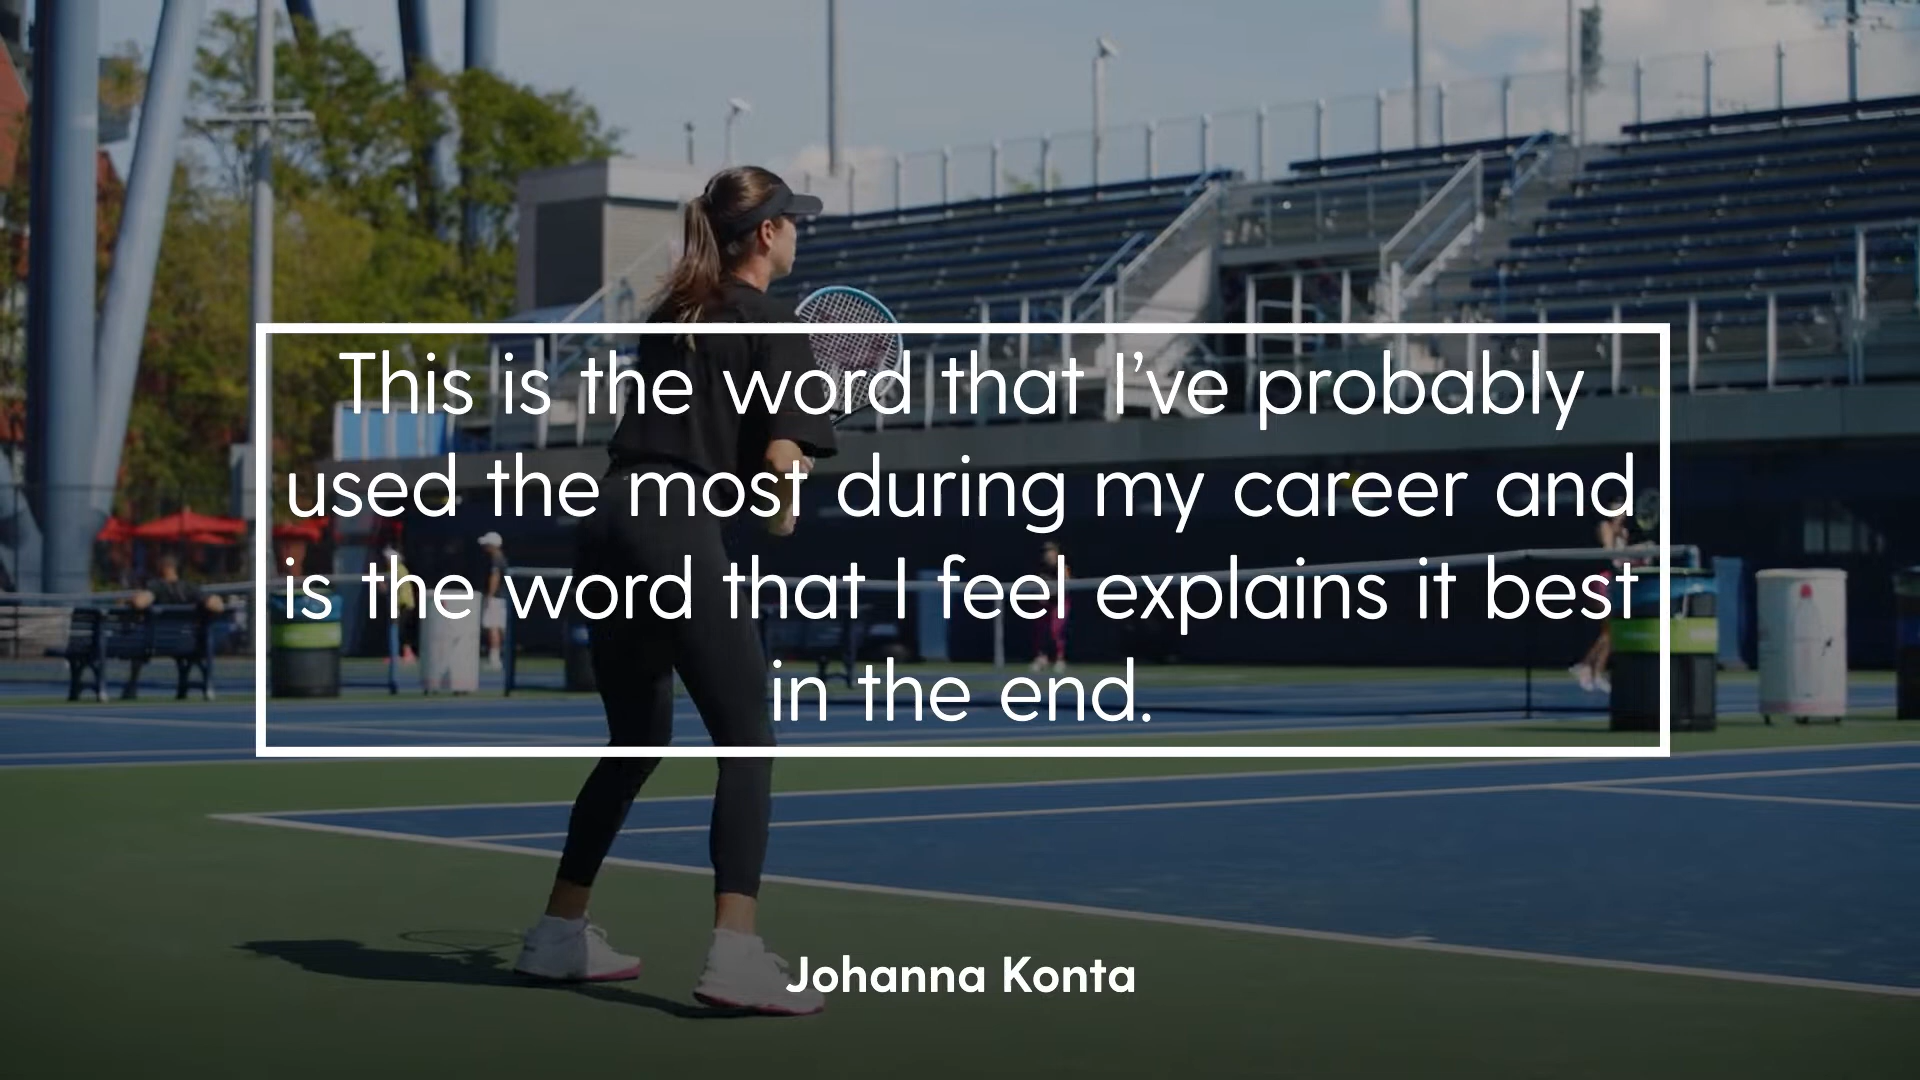 This is the word that I’ve probably
used the most during my career and
is the word that I feel explains it best
in the end.
Johanna Konta